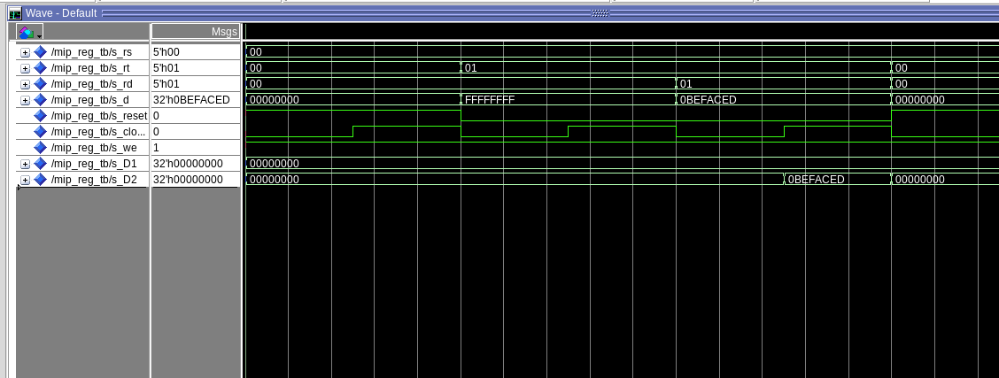 Wave - Default
Msgs
/mip_reg_tb/s_rs 5'h00 00
/mip_reg_tb/s_rt 5'h01 00 01 00
/mip_reg_tb/s_rd 5'h01 00 01 00
/mip_reg_tb/s_d 32'h0BEFACED 00000000 FFFFFFFF 0BEFACED 00000000
/mip_reg_tb/s_reset 0
/mip_reg_tb/s_clo... 0
/mip_reg_tb/s_we 1
/mip_reg_tb/s_D1 32'h00000000 00000000
/mip_reg_tb/s_D2 32'h00000000 00000000 0BEFACED 00000000